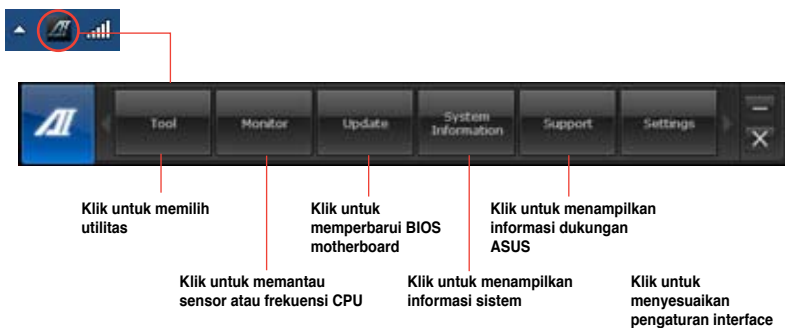 Tool
Monitor
Update
System
Information
Support
Settings
Klik untuk memilih
utilitas
Klik untuk
memperbarui BIOS
motherboard
Klik untuk menampilkan
informasi dukungan
ASUS
Klik untuk memantau
sensor atau frekuensi CPU
Klik untuk menampilkan
informasi sistem
Klik untuk
menyesuaikan
pengaturan interface